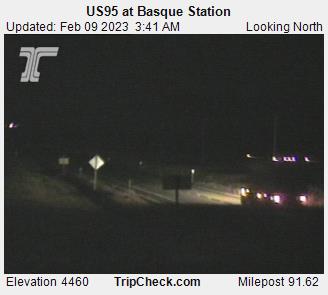 US95 at Basque Station
Updated: Feb 09 2023 3:41 AM Looking North
Elevation 4460 TripCheck.com Milepost 91.62